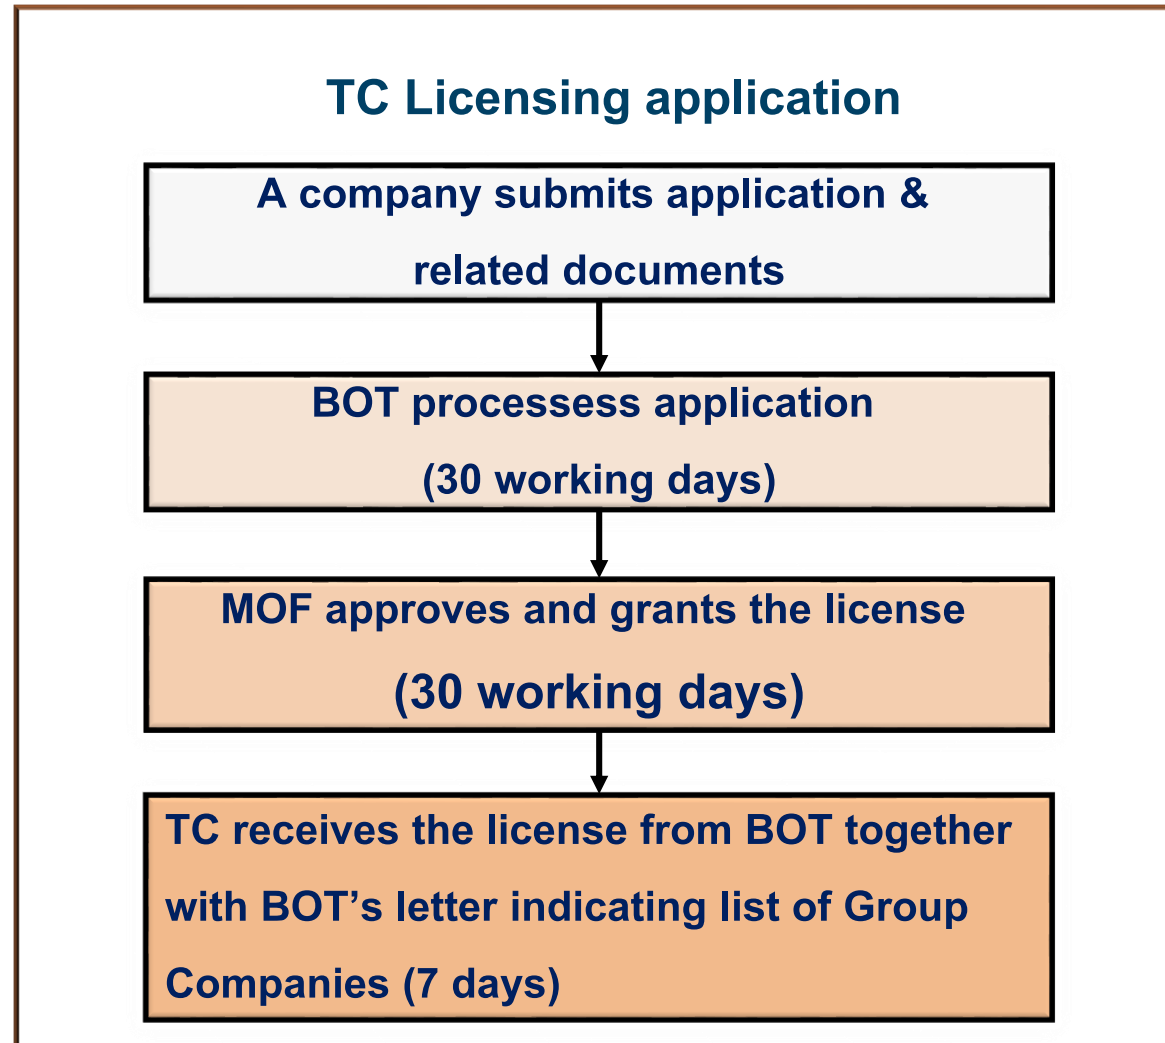 TC Licensing application
A company submits application &
related documents
BOT processess application
(30 working days)
MOF approves and grants the license
(30 working days)
TC receives the license from BOT together
with BOT’s letter indicating list of Group
Companies (7 days)